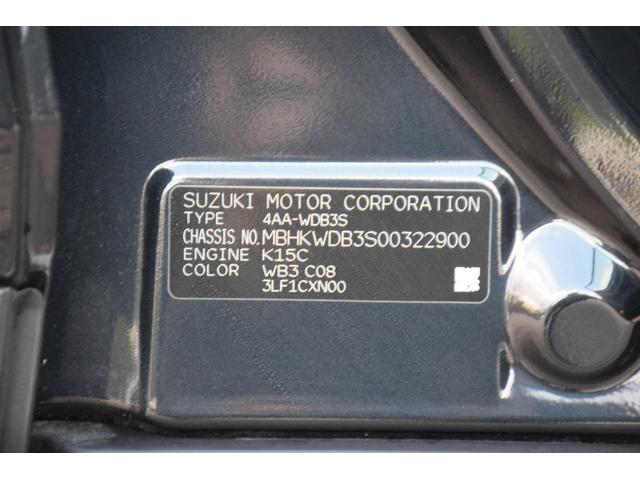 SUZUKI MOTOR CORPORATION
TYPE 4AA-WDB3S
CHASSIS NO. MBHKWDB3S00322900
ENGINE K15C
COLOR WB3 C08
3LF1CXN00